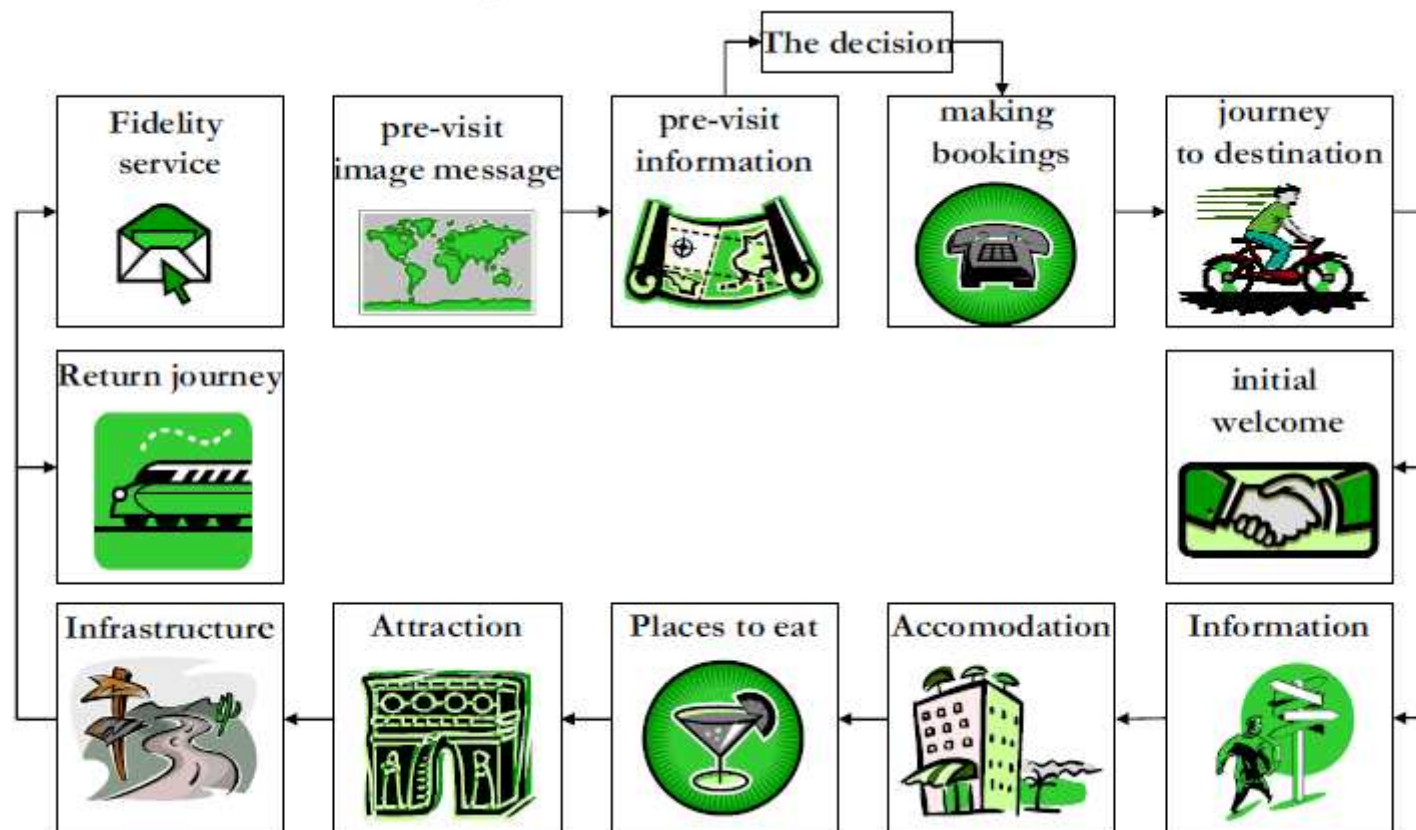 The decision
Fidelity
service
pre-visit
image message
pre-visit
information
making
bookings
journey
to destination
Return journey
initial
welcome
Infrastructure
Attraction
Places to eat
Accomodation
Information